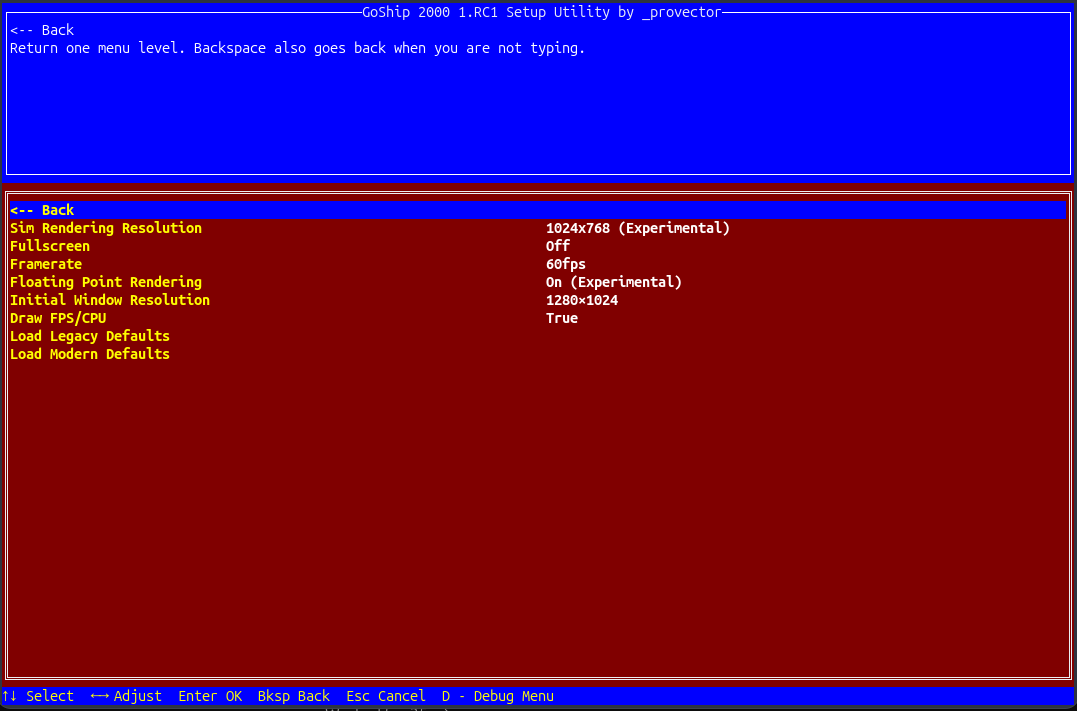 GoShip 2000 1.RC1 Setup Utility by _provector
<-- Back
Return one menu level. Backspace also goes back when you are not typing.
<-- Back
Sim Rendering Resolution 1024x768 (Experimental)
Fullscreen Off
Framerate 60fps
Floating Point Rendering On (Experimental)
Initial Window Resolution 1280×1024
Draw FPS/CPU True
Load Legacy Defaults
Load Modern Defaults
↑↓ Select ←→ Adjust Enter OK Bksp Back Esc Cancel D - Debug Menu